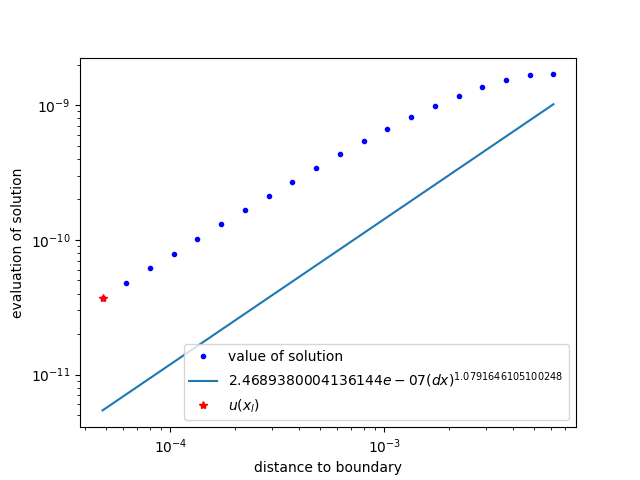 10⁻⁹
10⁻¹⁰
10⁻¹¹
evaluation of solution
value of solution
2.4689380004136144e − 07(dx)¹·⁰⁷⁹¹⁶⁴⁶¹⁰⁵¹⁰⁰²⁴⁸
u(xₗ)
10⁻⁴
10⁻³
distance to boundary